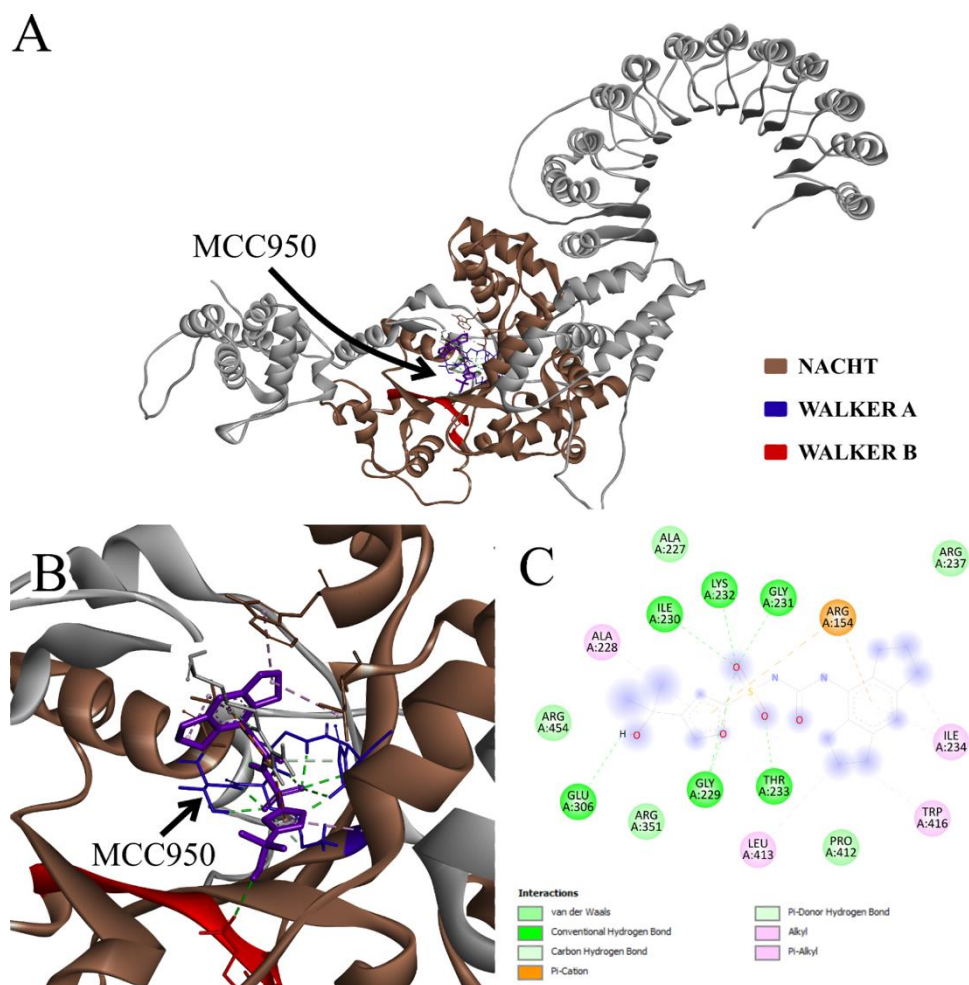 A
MCC950
NACHT
WALKER A
WALKER B
B
MCC950
C
ALA
A:227
ARG
A:237
LYS
A:232
GLY
A:231
ILE
A:230
ARG
A:154
ALA
A:228
O
N
N
S
ARG
A:454
H O
O
O
O
ILE
A:234
GLU
A:306
GLY
A:229
THR
A:233
ARG
A:351
TRP
A:416
LEU
A:413
PRO
A:412
Interactions
van der Waals
Conventional Hydrogen Bond
Carbon Hydrogen Bond
Pi-Cation
Pi-Donor Hydrogen Bond
Alkyl
Pi-Alkyl